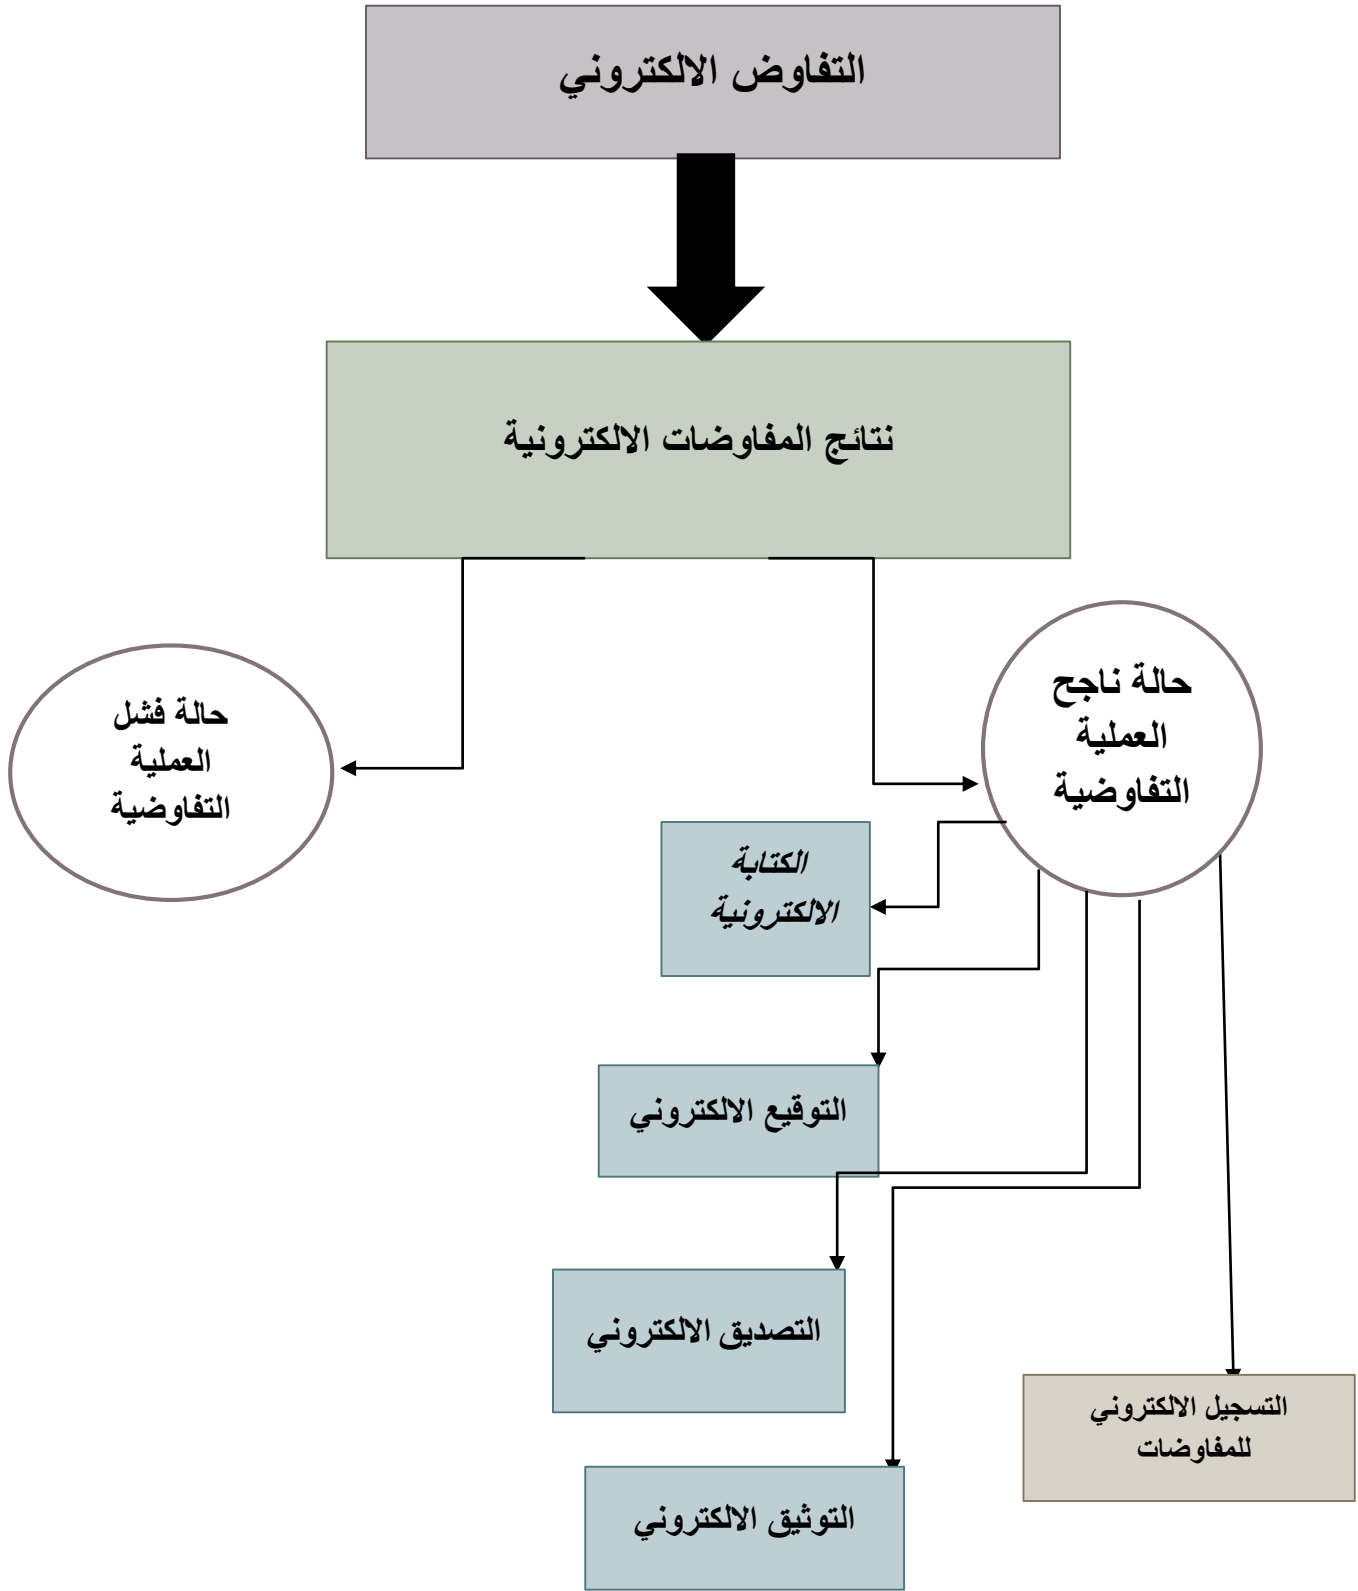 التفاوض الالكتروني
نتائج المفاوضات الالكترونية
حالة ناجح
العملية
التفاوضية
حالة فشل
العملية
التفاوضية
الكتابة
الالكترونية
التوقيع الالكتروني
التصديق الالكتروني
التسجيل الالكتروني
للمفاوضات
التوثيق الالكتروني